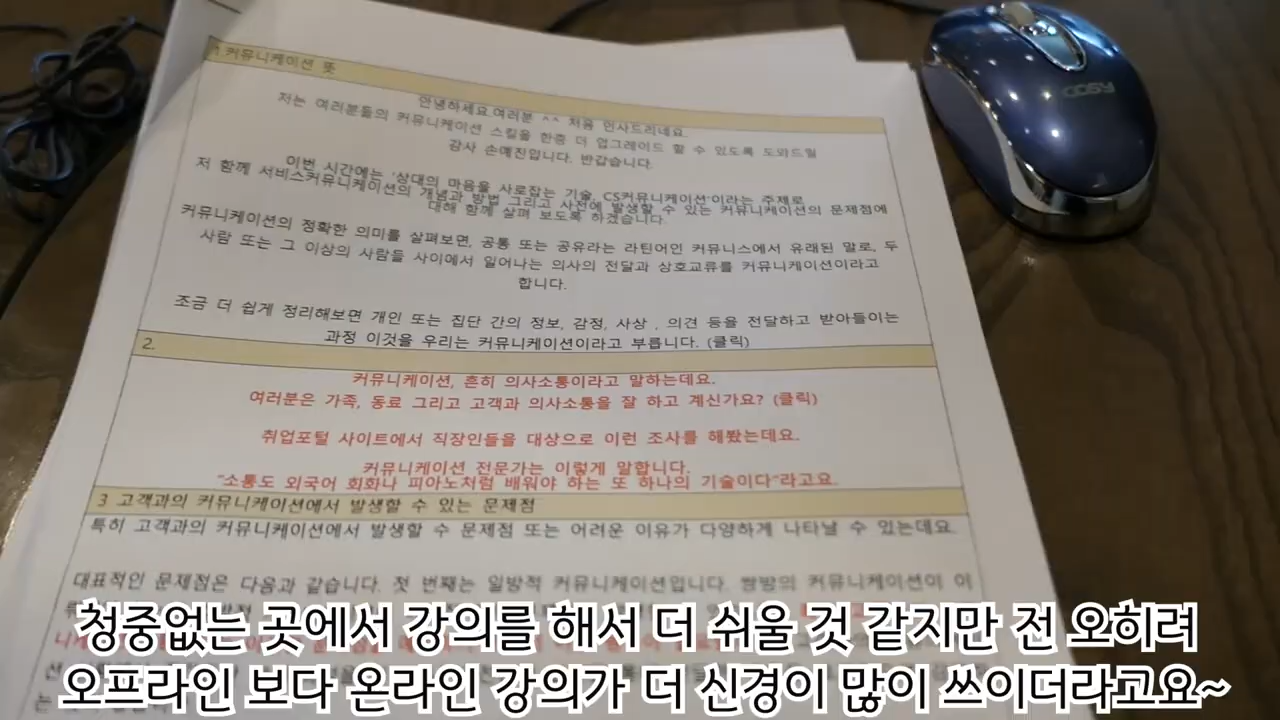 1 커뮤니케이션 뜻
안녕하세요.여러분 ^^ 처음 인사드리네요.
저는 여러분들의 커뮤니케이션 스킬을 한층 더 업그레이드 할 수 있도록 도와드릴
강사 손예진입니다. 반갑습니다.
이번 시간에는 '상대의 마음을 사로잡는 기술, CS커뮤니케이션'이라는 주제로
저 함께 서비스커뮤니케이션의 개념과 방법 그리고 사전에 발생할 수 있는 커뮤니케이션의 문제점에
대해 함께 살펴 보도록 하겠습니다.
커뮤니케이션의 정확한 의미를 살펴보면, 공통 또는 공유라는 라틴어인 커뮤니스에서 유래된 말로, 두
사람 또는 그 이상의 사람들 사이에서 일어나는 의사의 전달과 상호교류를 커뮤니케이션이라고
합니다.
조금 더 쉽게 정리해보면 개인 또는 집단 간의 정보, 감정, 사상 , 의견 등을 전달하고 받아들이는
과정 이것을 우리는 커뮤니케이션이라고 부릅니다. (클릭)
2.
커뮤니케이션, 흔히 의사소통이라고 말하는데요.
여러분은 가족, 동료 그리고 고객과 의사소통을 잘 하고 계신가요? (클릭)
취업포털 사이트에서 직장인들을 대상으로 이런 조사를 해봤는데요.
커뮤니케이션 전문가는 이렇게 말합니다.
"소통도 외국어 회화나 피아노처럼 배워야 하는 또 하나의 기술이다"라고요.
3 고객과의 커뮤니케이션에서 발생할 수 있는 문제점
특히 고객과의 커뮤니케이션에서 발생할 수 문제점 또는 어려운 이유가 다양하게 나타날 수 있는데요.
대표적인 문제점은 다음과 같습니다. 첫 번째는 일방적 커뮤니케이션입니다. 쌍방의 커뮤니케이션이 이
청중없는 곳에서 강의를 해서 더 쉬울 것 같지만 전 오히려
오프라인 보다 온라인 강의가 더 신경이 많이 쓰이더라고요~